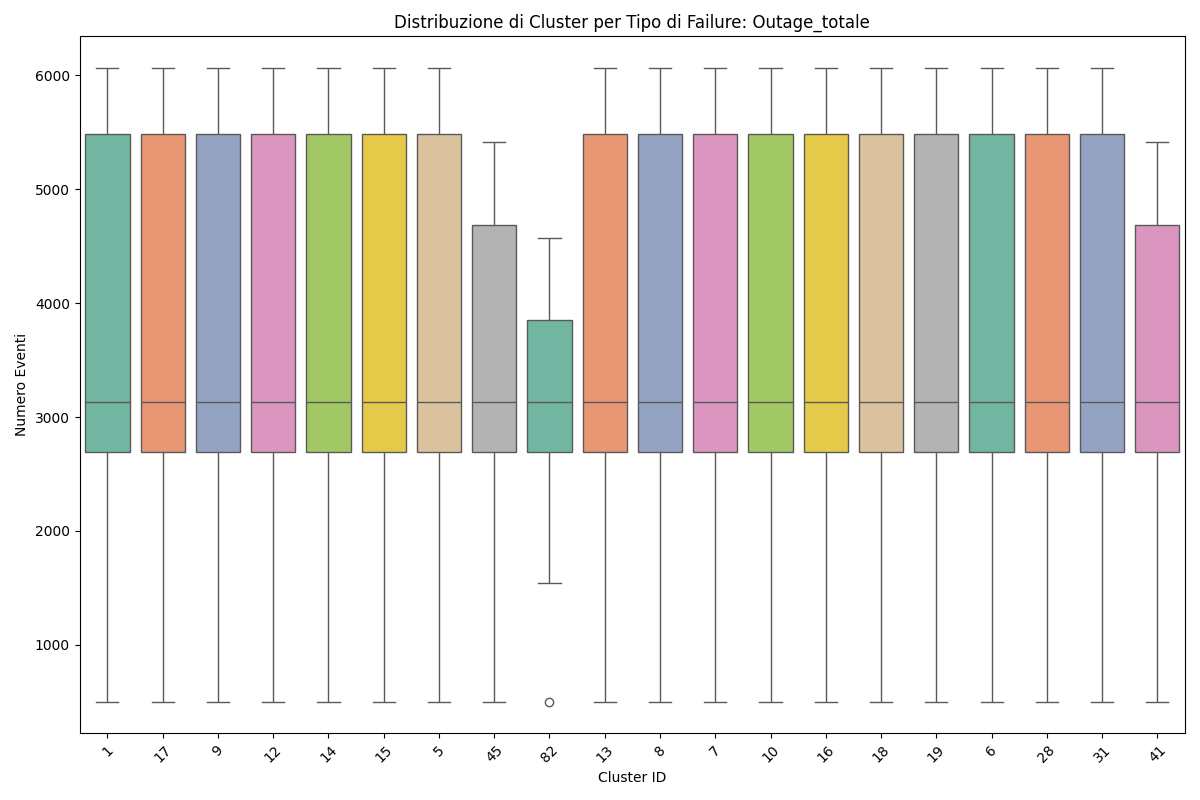 Distribuzione di Cluster per Tipo di Failure: Outage_totale
Numero Eventi
6000
5000
4000
3000
2000
1000
1 17 9 12 14 15 5 45 82 13 8 7 10 16 18 19 6 28 31 41
Cluster ID